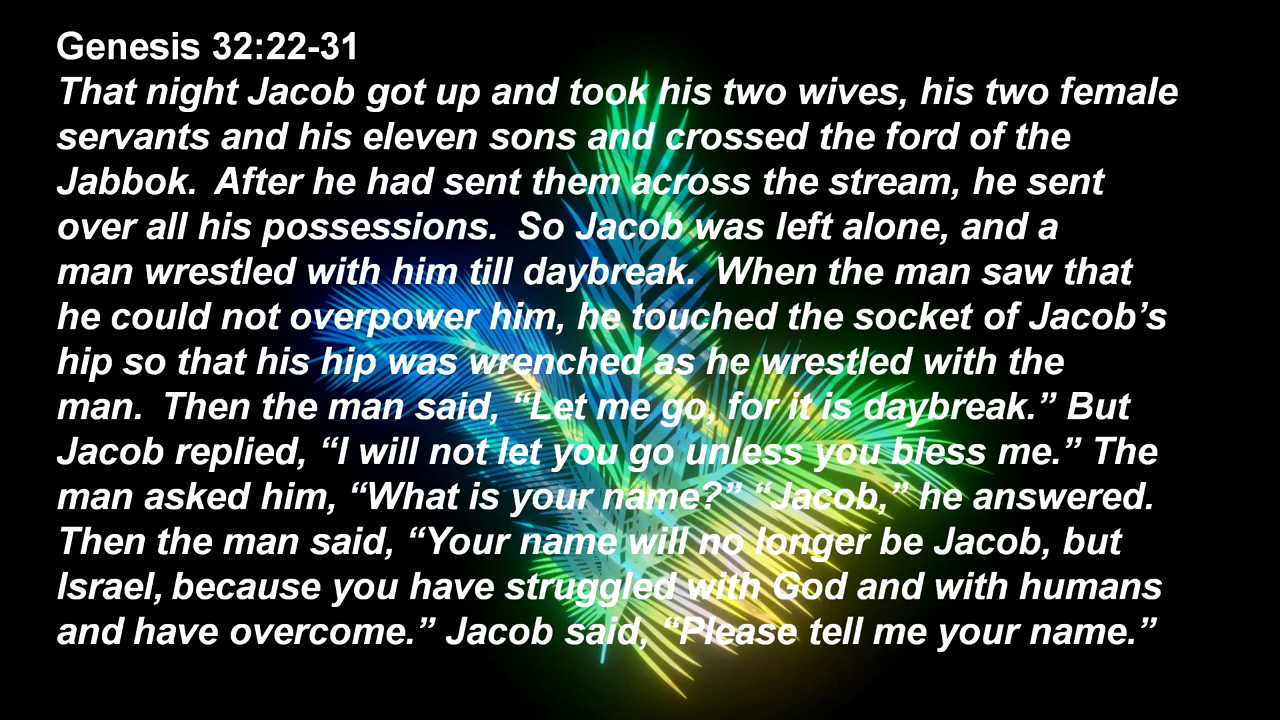 Genesis 32:22-31
That night Jacob got up and took his two wives, his two female
servants and his eleven sons and crossed the ford of the
Jabbok.  After he had sent them across the stream, he sent
over all his possessions.  So Jacob was left alone, and a
man wrestled with him till daybreak.  When the man saw that
he could not overpower him, he touched the socket of Jacob’s
hip so that his hip was wrenched as he wrestled with the
man.  Then the man said, “Let me go, for it is daybreak.” But
Jacob replied, “I will not let you go unless you bless me.” The
man asked him, “What is your name?” “Jacob,” he answered.
Then the man said, “Your name will no longer be Jacob, but
Israel, because you have struggled with God and with humans
and have overcome.” Jacob said, “Please tell me your name.”